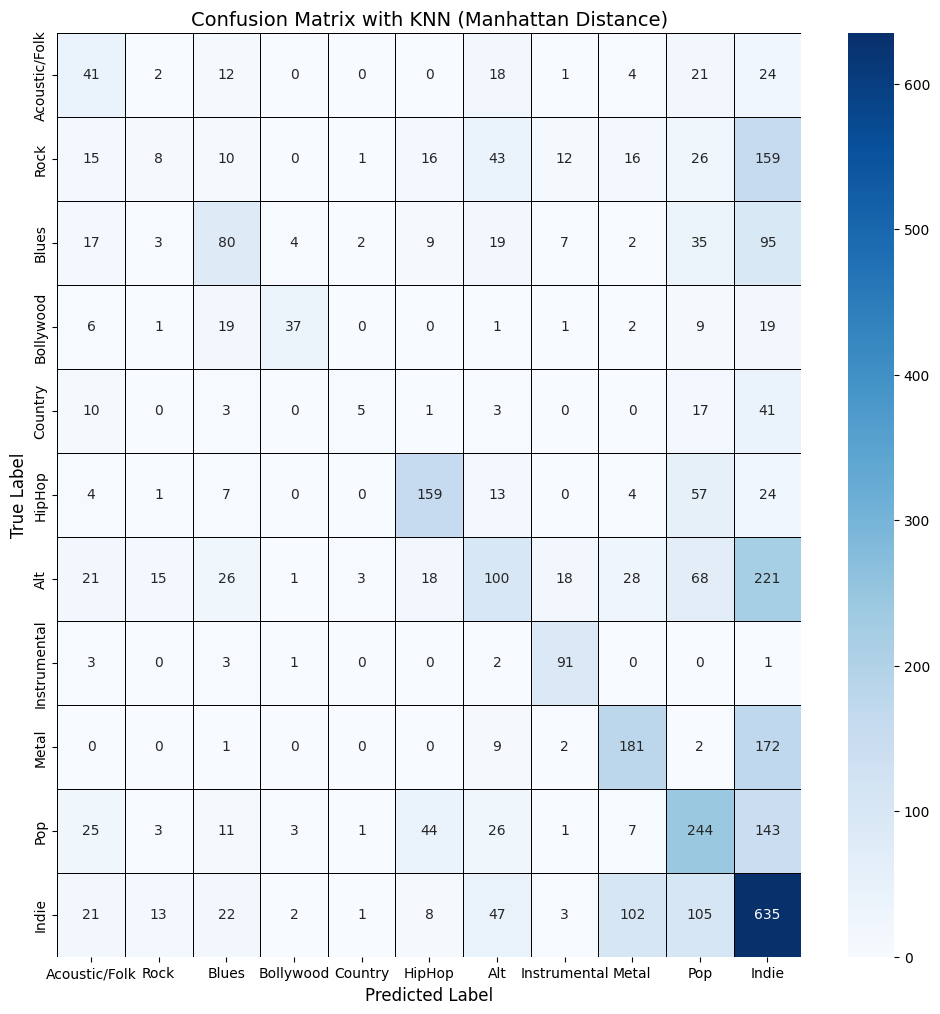 Confusion Matrix with KNN (Manhattan Distance)
True Label
Acoustic/Folk 41 2 12 0 0 0 18 1 4 21 24
Rock 15 8 10 0 1 16 43 12 16 26 159
Blues 17 3 80 4 2 9 19 7 2 35 95
Bollywood 6 1 19 37 0 0 1 1 2 9 19
Country 10 0 3 0 5 1 3 0 0 17 41
HipHop 4 1 7 0 0 159 13 0 4 57 24
Alt 21 15 26 1 3 18 100 18 28 68 221
Instrumental 3 0 3 1 0 0 2 91 0 0 1
Metal 0 0 1 0 0 0 9 2 181 2 172
Pop 25 3 11 3 1 44 26 1 7 244 143
Indie 21 13 22 2 1 8 47 3 102 105 635
Acoustic/Folk Rock Blues Bollywood Country HipHop Alt Instrumental Metal Pop Indie
Predicted Label
600
500
400
300
200
100
0